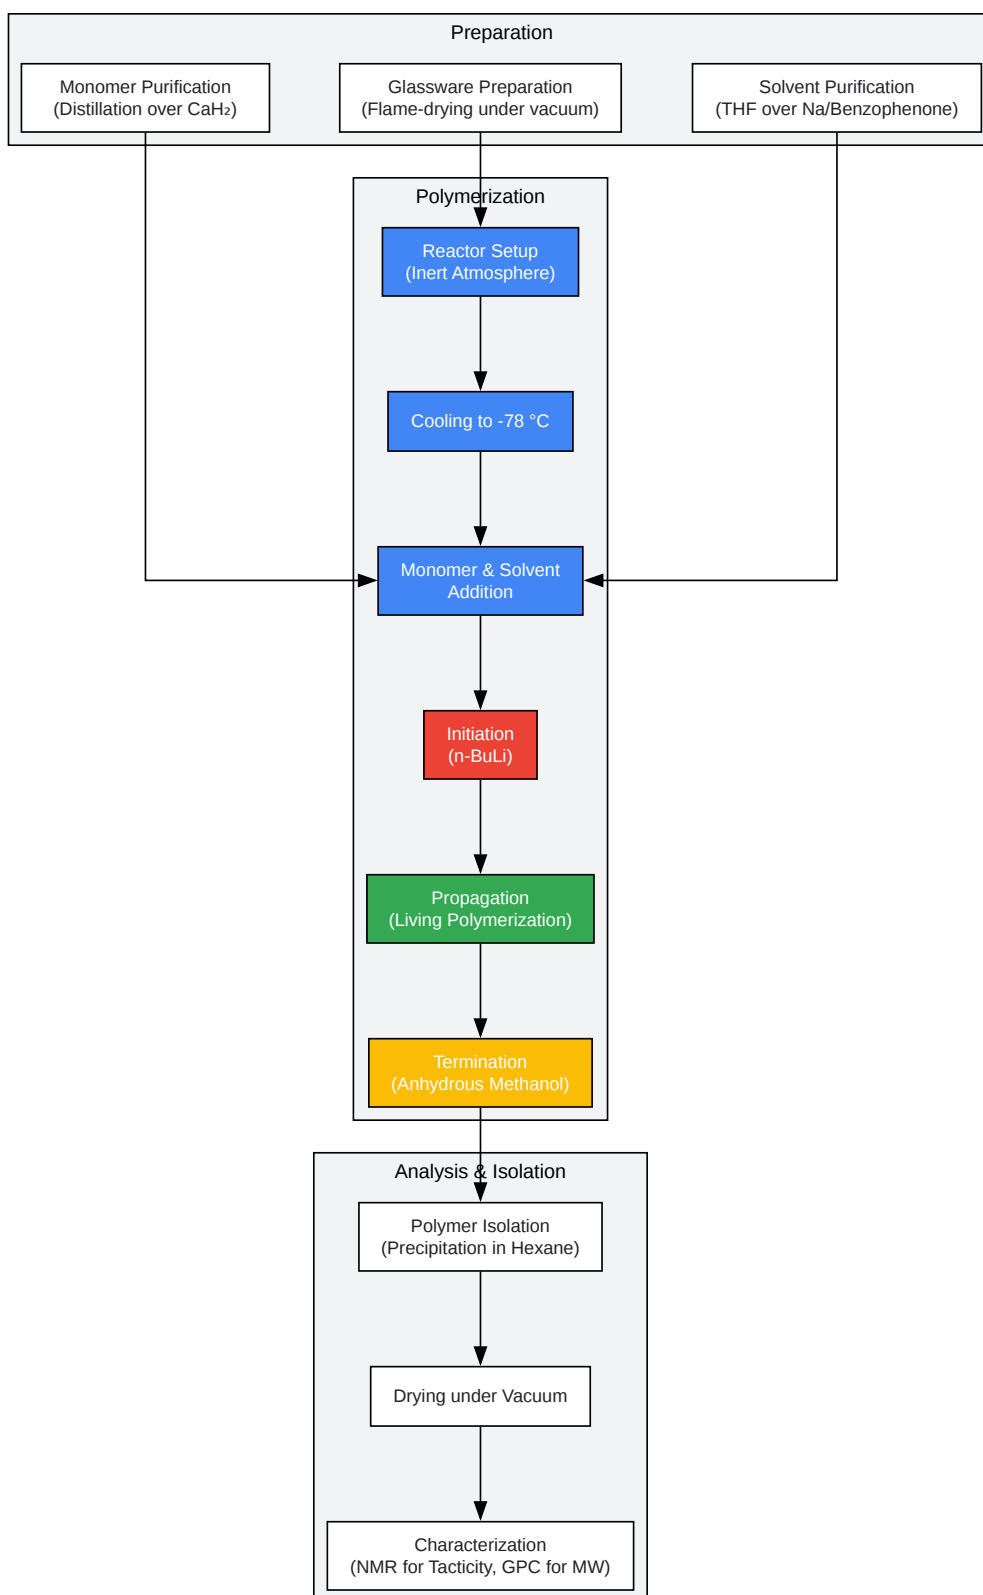 Preparation
Monomer Purification
(Distillation over CaH₂)
Glassware Preparation
(Flame-drying under vacuum)
Solvent Purification
(THF over Na/Benzophenone)
Polymerization
Reactor Setup
(Inert Atmosphere)
Cooling to -78 °C
Monomer & Solvent
Addition
Initiation
(n-BuLi)
Propagation
(Living Polymerization)
Termination
(Anhydrous Methanol)
Analysis & Isolation
Polymer Isolation
(Precipitation in Hexane)
Drying under Vacuum
Characterization
(NMR for Tacticity, GPC for MW)